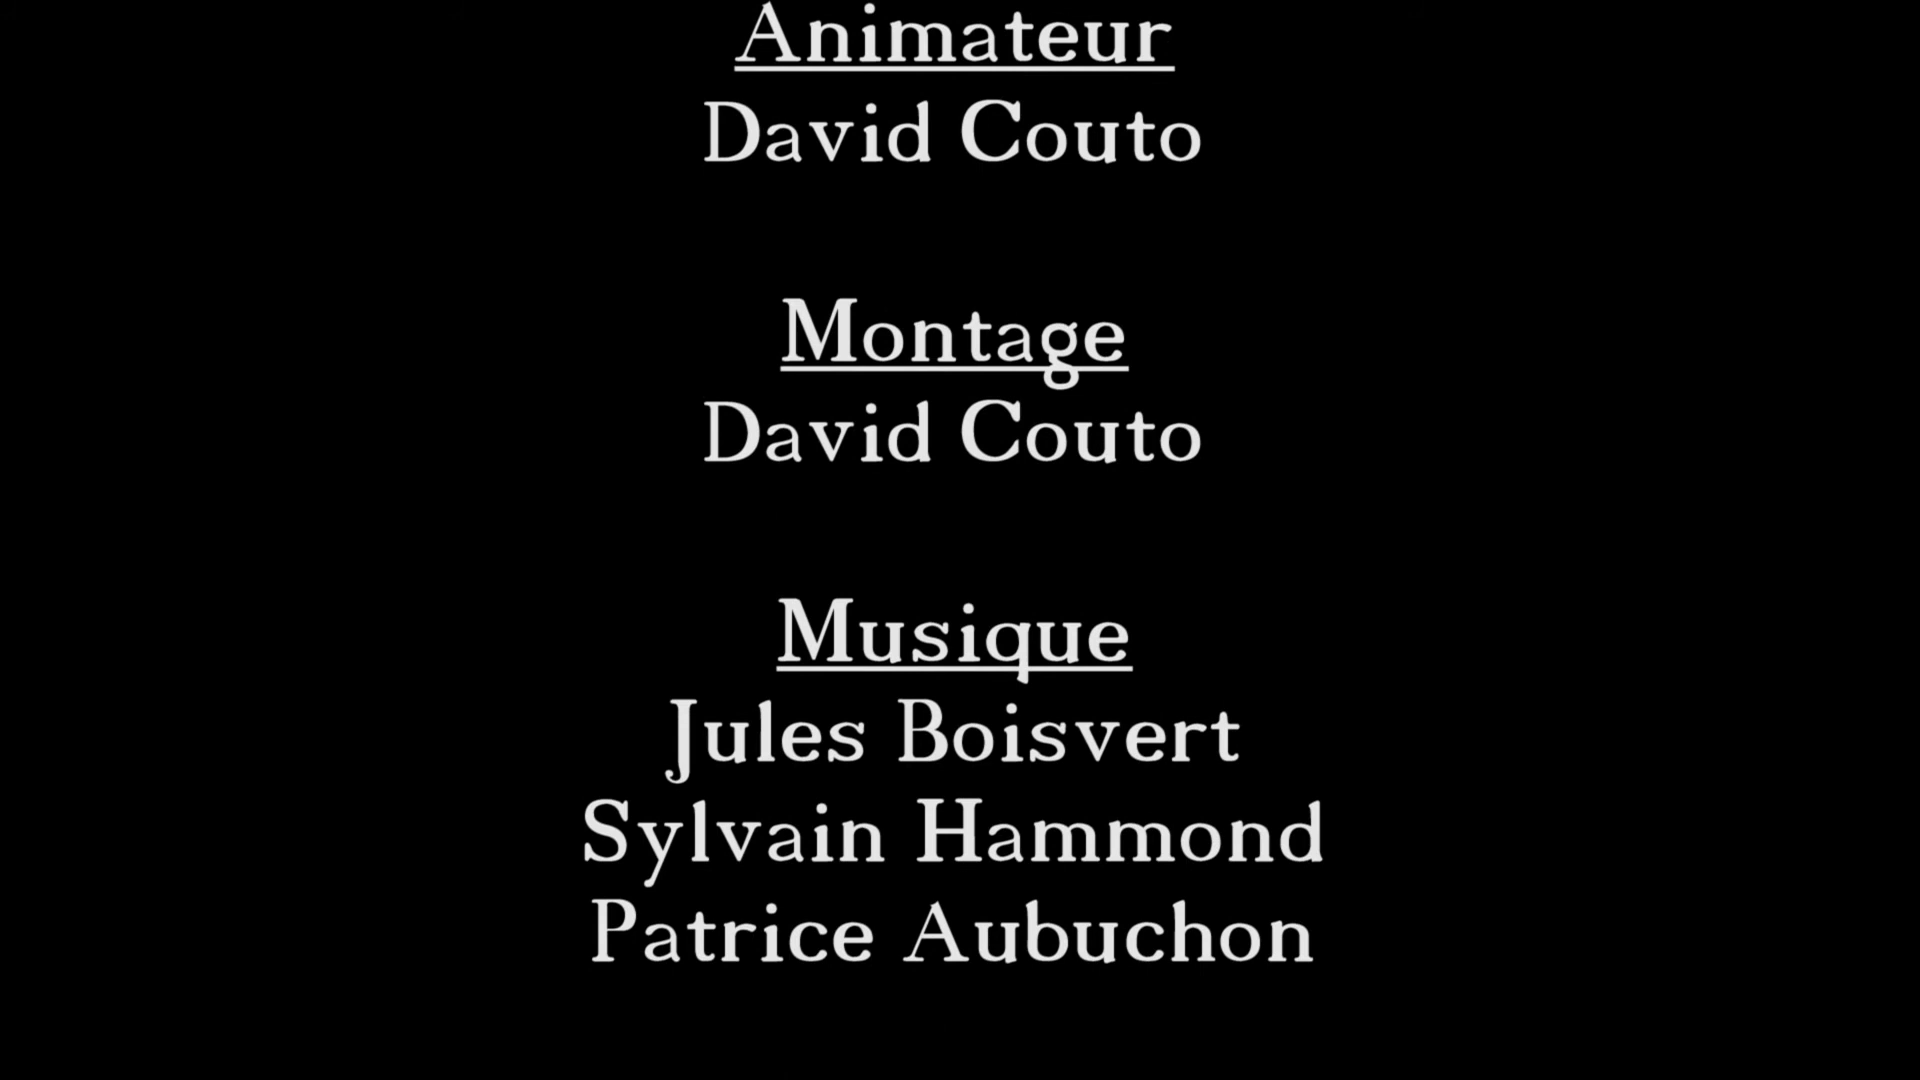 Animateur
David Couto
Montage
David Couto
Musique
Jules Boisvert
Sylvain Hammond
Patrice Aubuchon